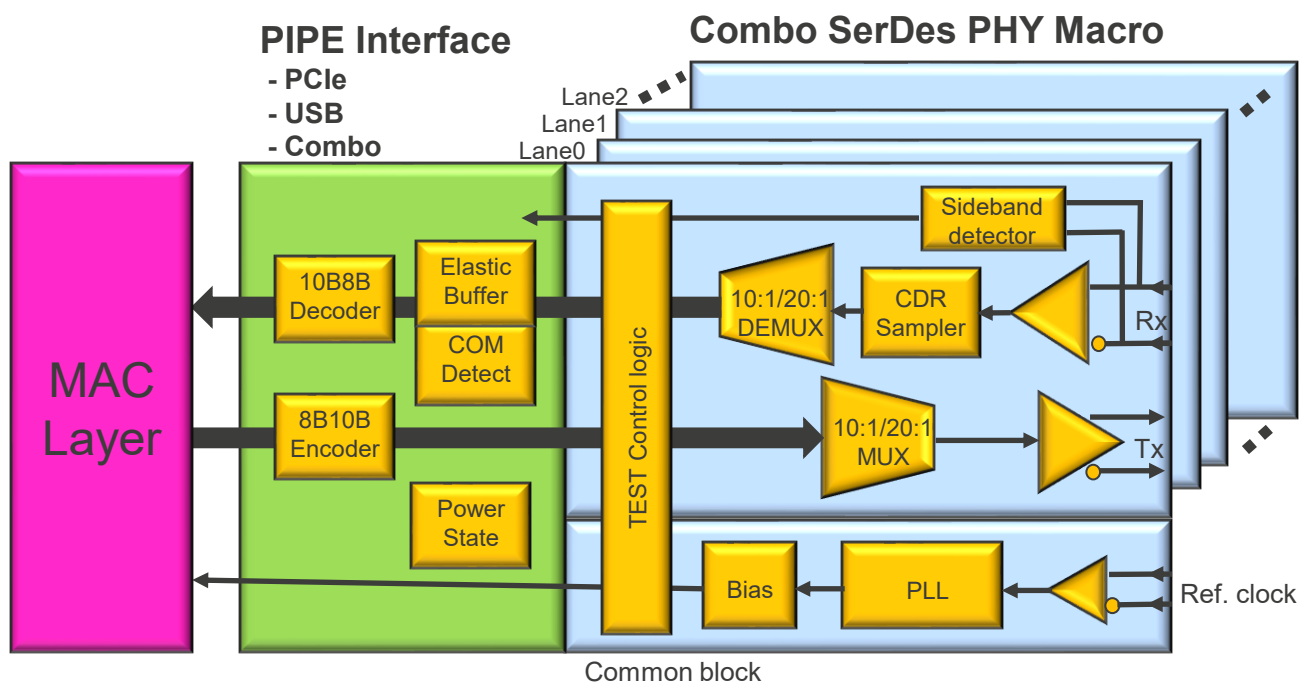 PIPE Interface
- PCIe
- USB
- Combo
Combo SerDes PHY Macro
Lane2
Lane1
Lane0
MAC
Layer
10B8B
Decoder
Elastic
Buffer
COM
Detect
8B10B
Encoder
Power
State
TEST Control logic
Sideband
detector
10:1/20:1
DEMUX
CDR
Sampler
Rx
10:1/20:1
MUX
Tx
Bias
PLL
Ref. clock
Common block